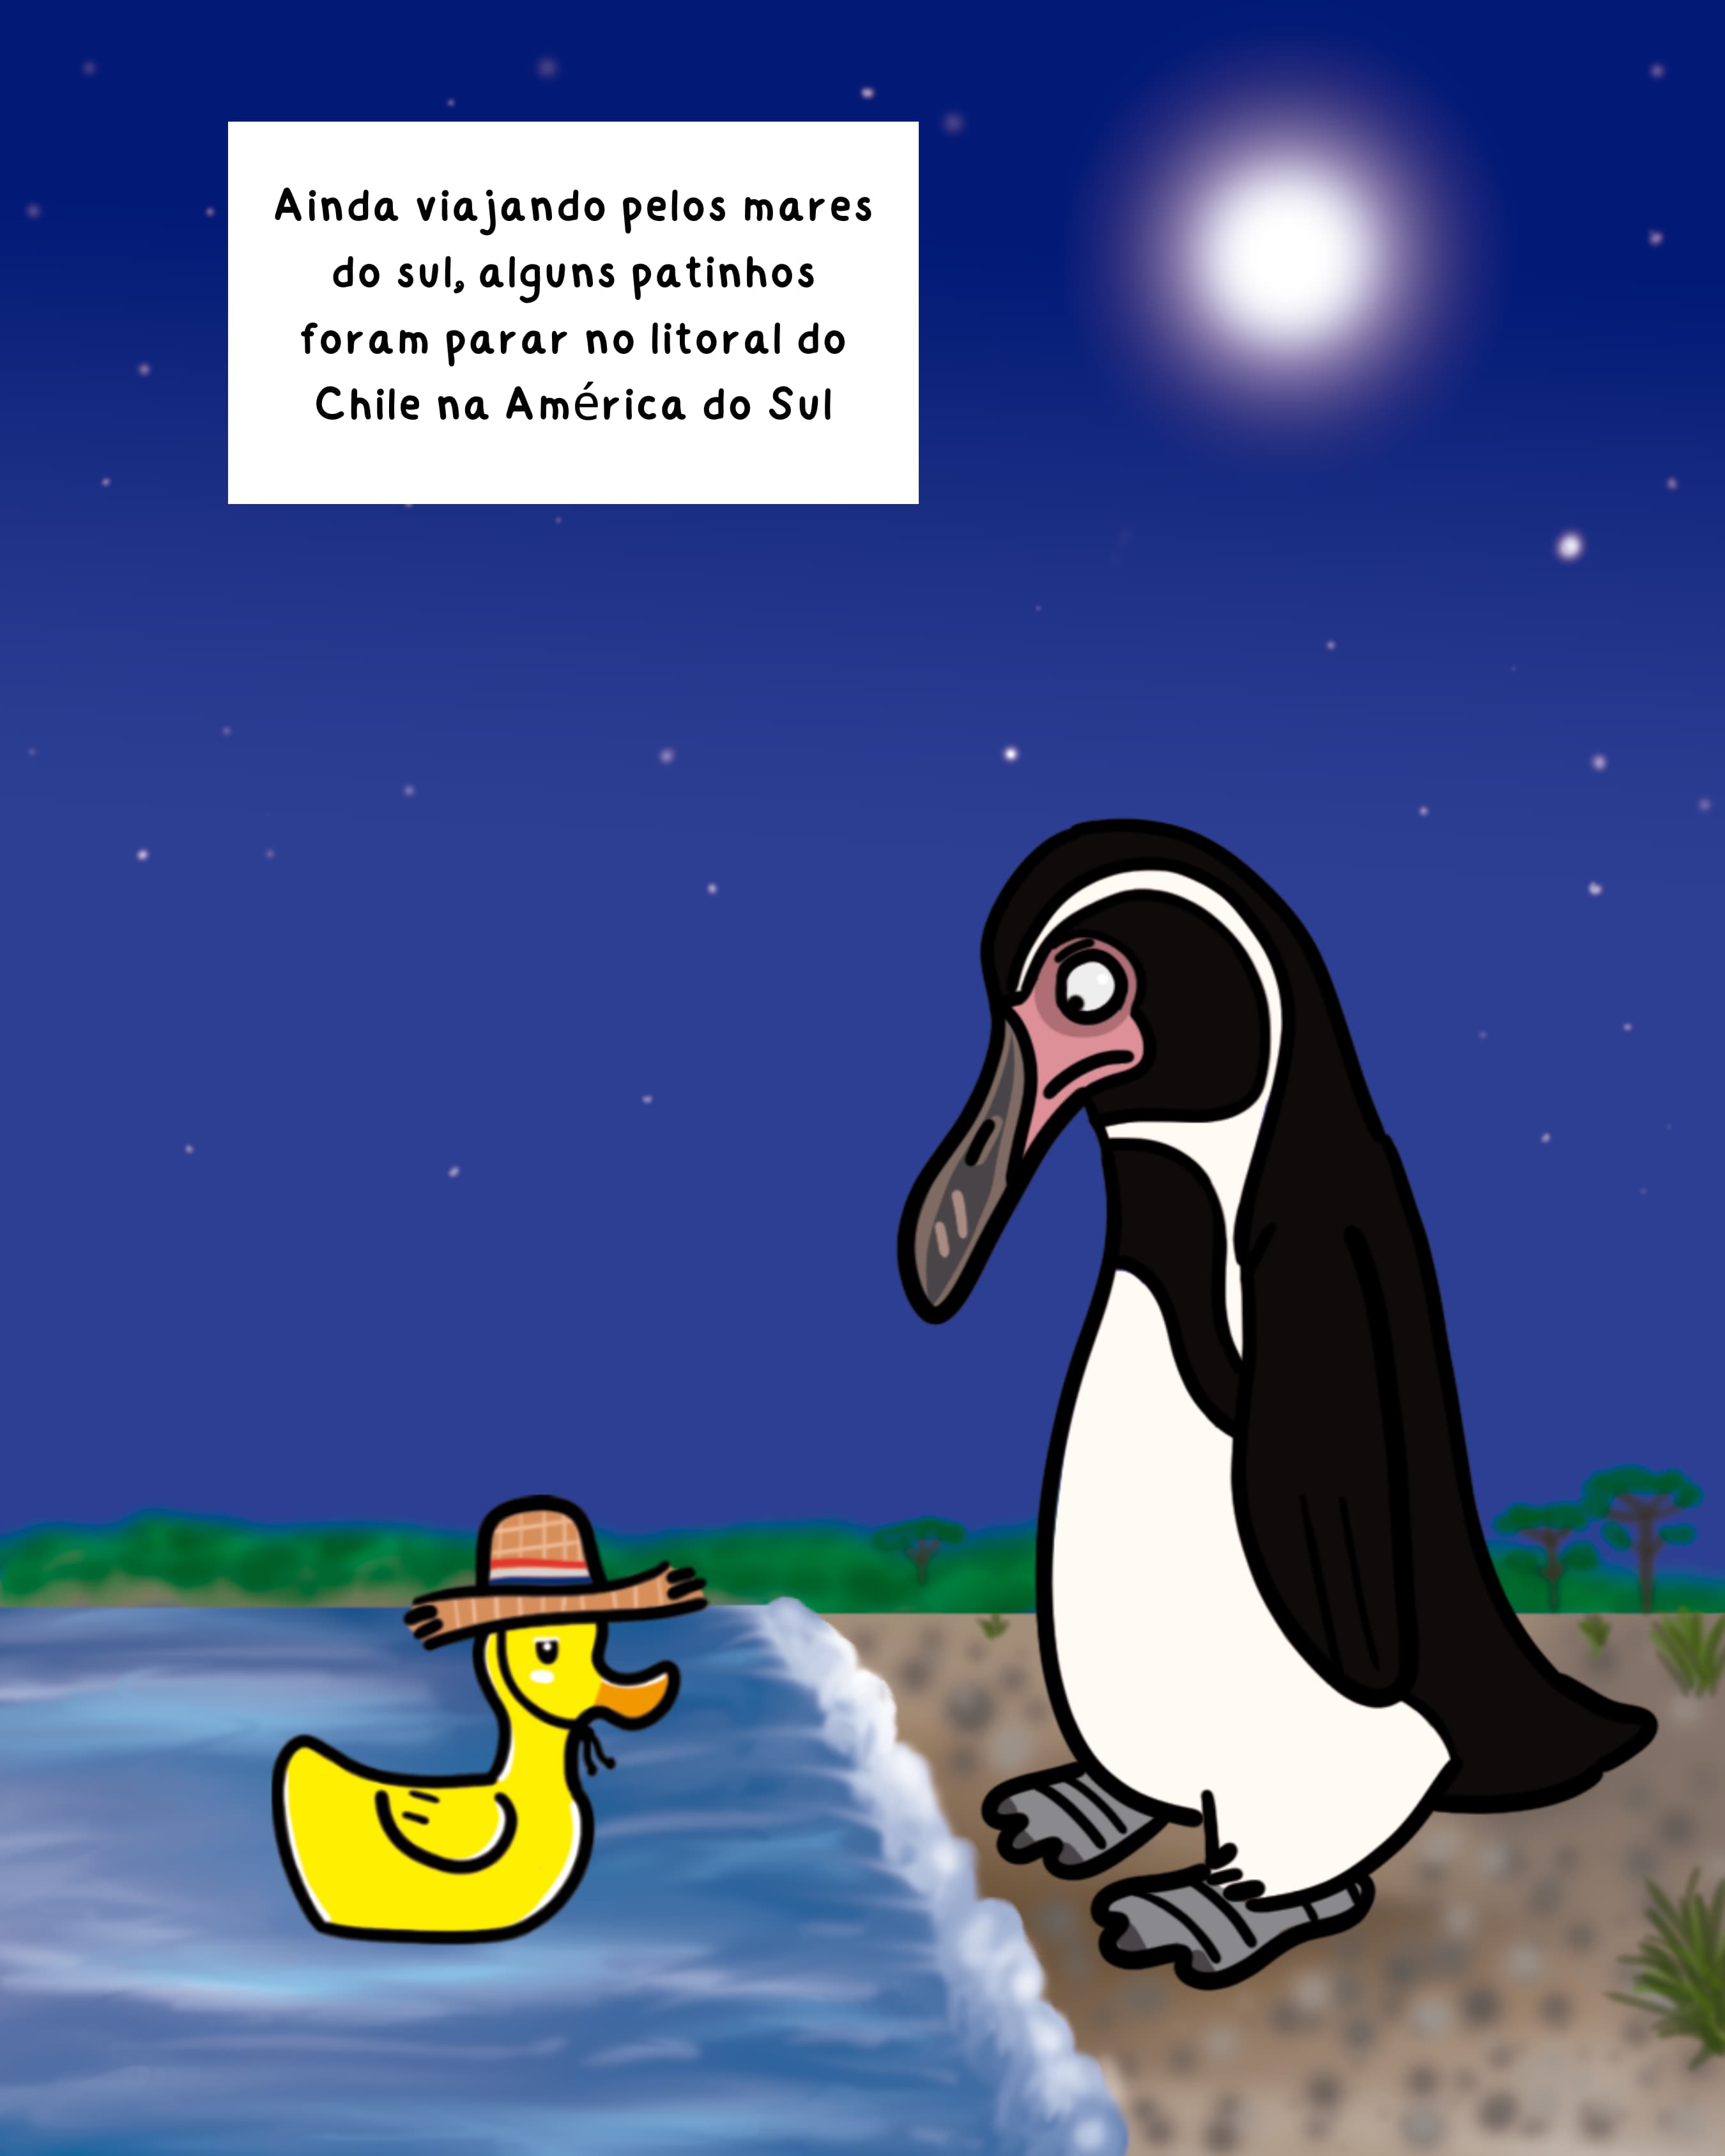 Ainda viajando pelos mares
do sul, alguns patinhos
foram parar no litoral do
Chile na América do Sul